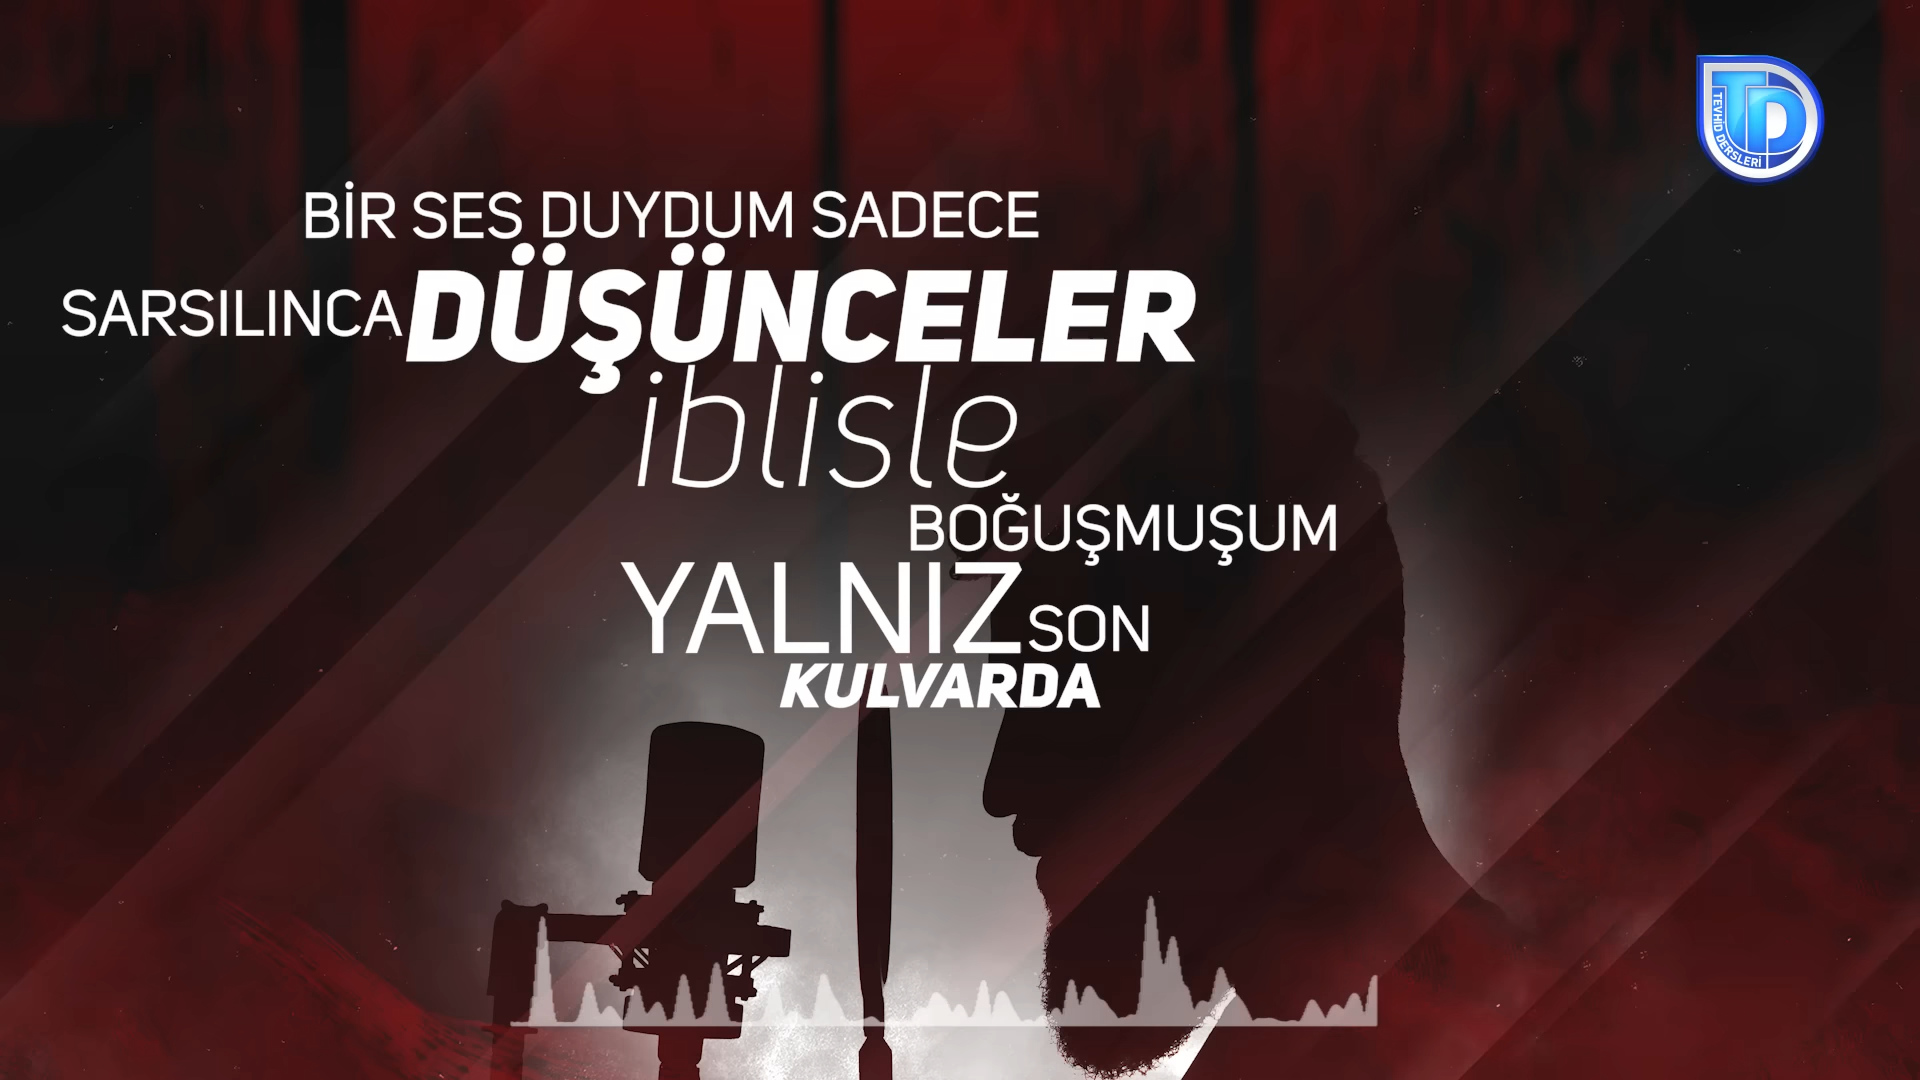 BİR SES DUYDUM SADECE
SARSILINCA DÜŞÜNCELER
iblisle
BOĞUŞMUŞUM
YALNIZ SON
KULVARDA
TD
TEVHİD DERSLERİ